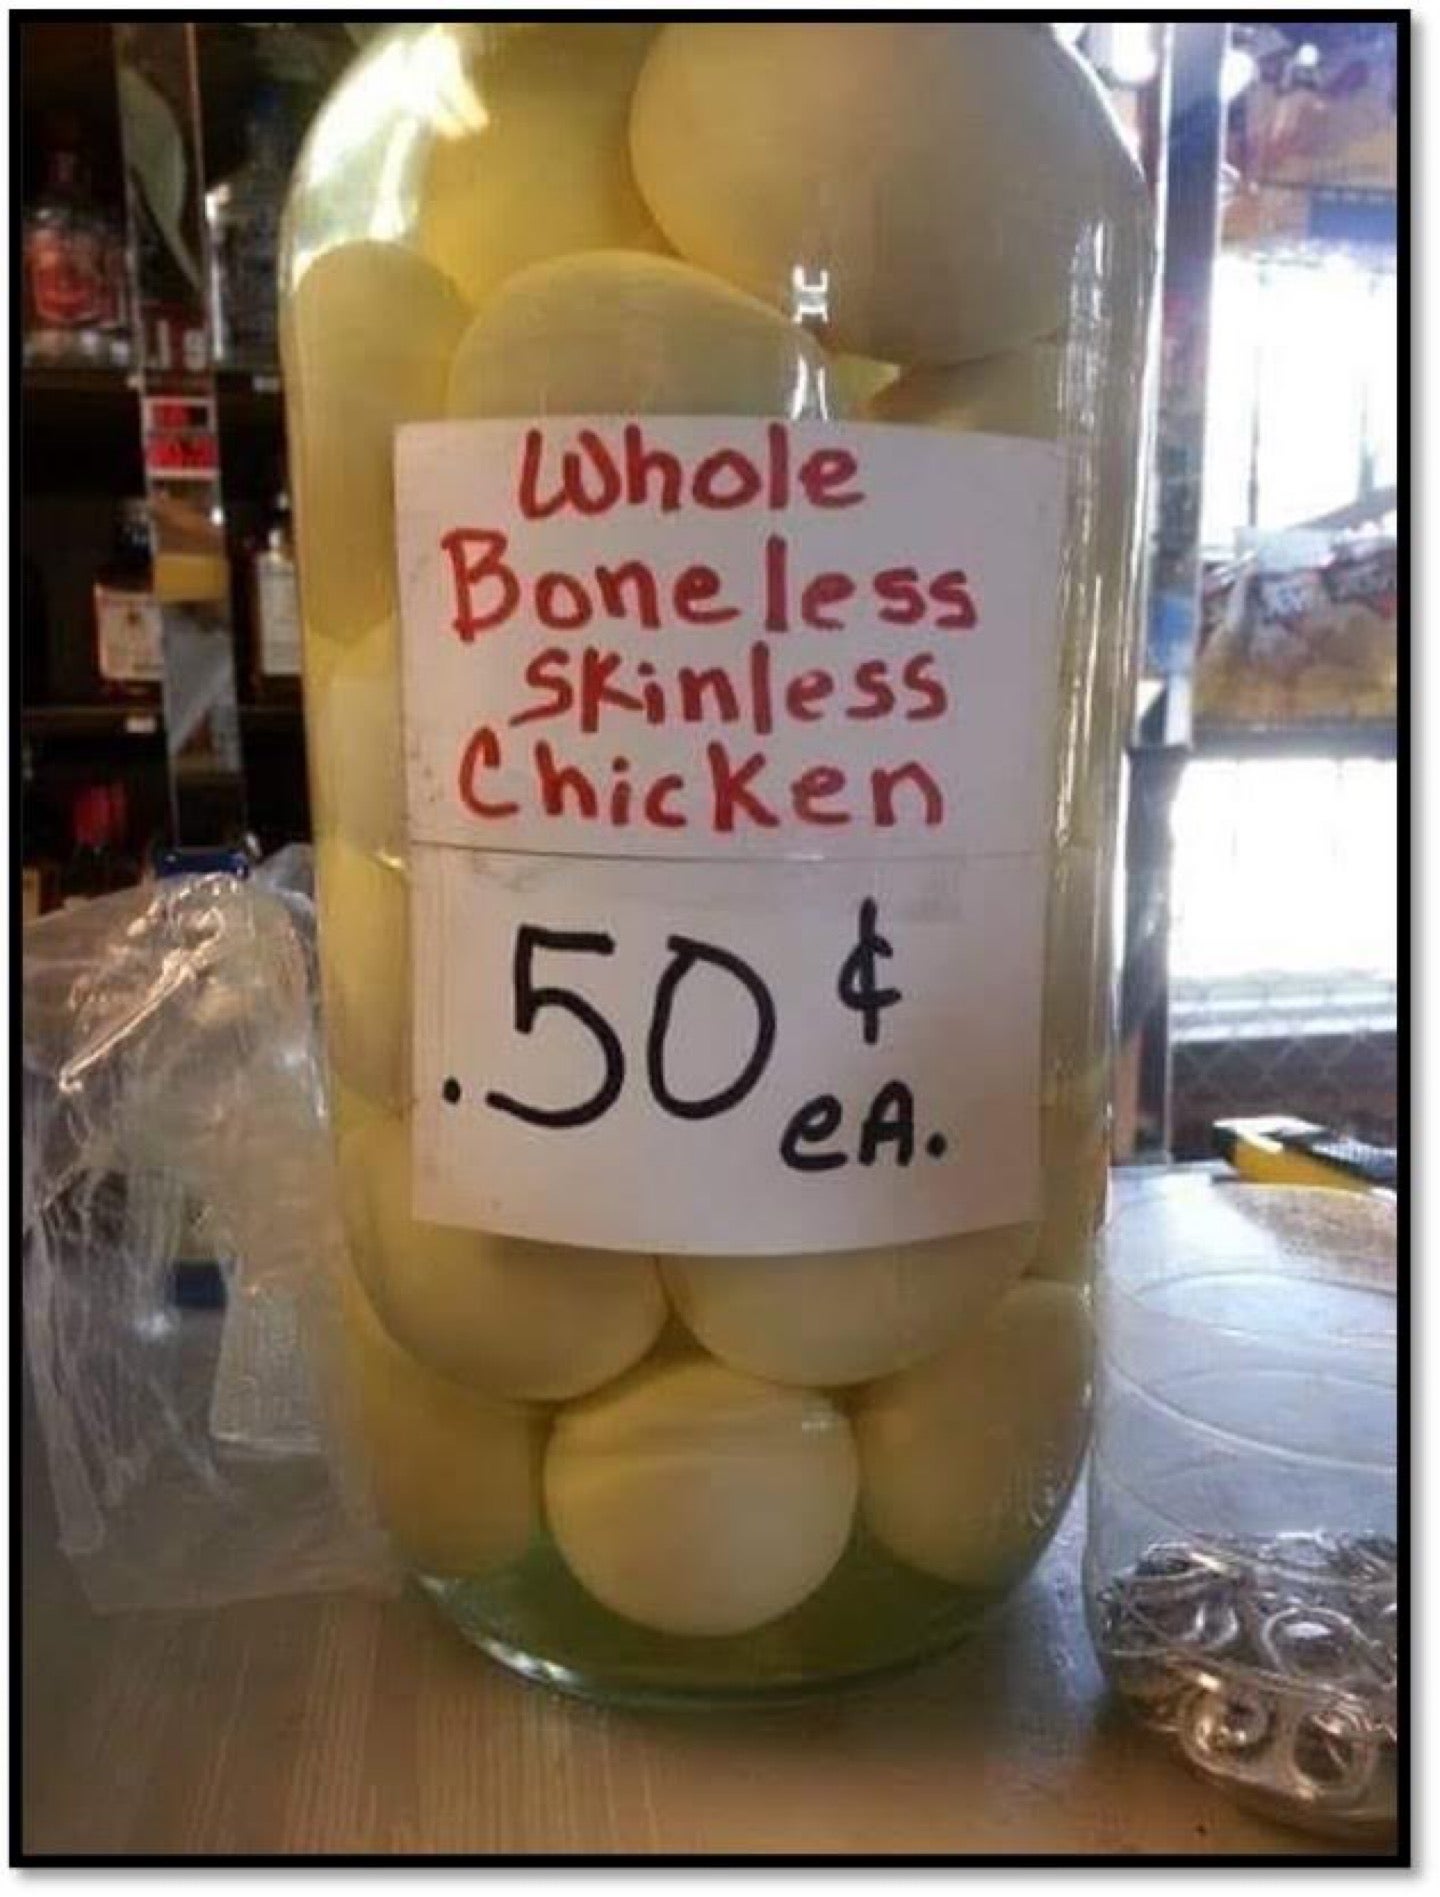 Whole
Boneless
Skinless
Chicken
.50¢
eA.